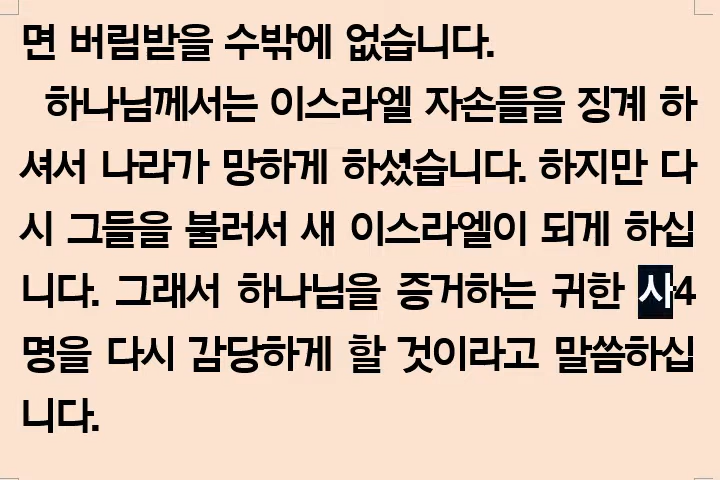 면 버림받을 수밖에 없습니다.
하나님께서는 이스라엘 자손들을 징계 하
셔서 나라가 망하게 하셨습니다. 하지만 다
시 그들을 불러서 새 이스라엘이 되게 하십
니다. 그래서 하나님을 증거하는 귀한 사4
명을 다시 감당하게 할 것이라고 말씀하십
니다.